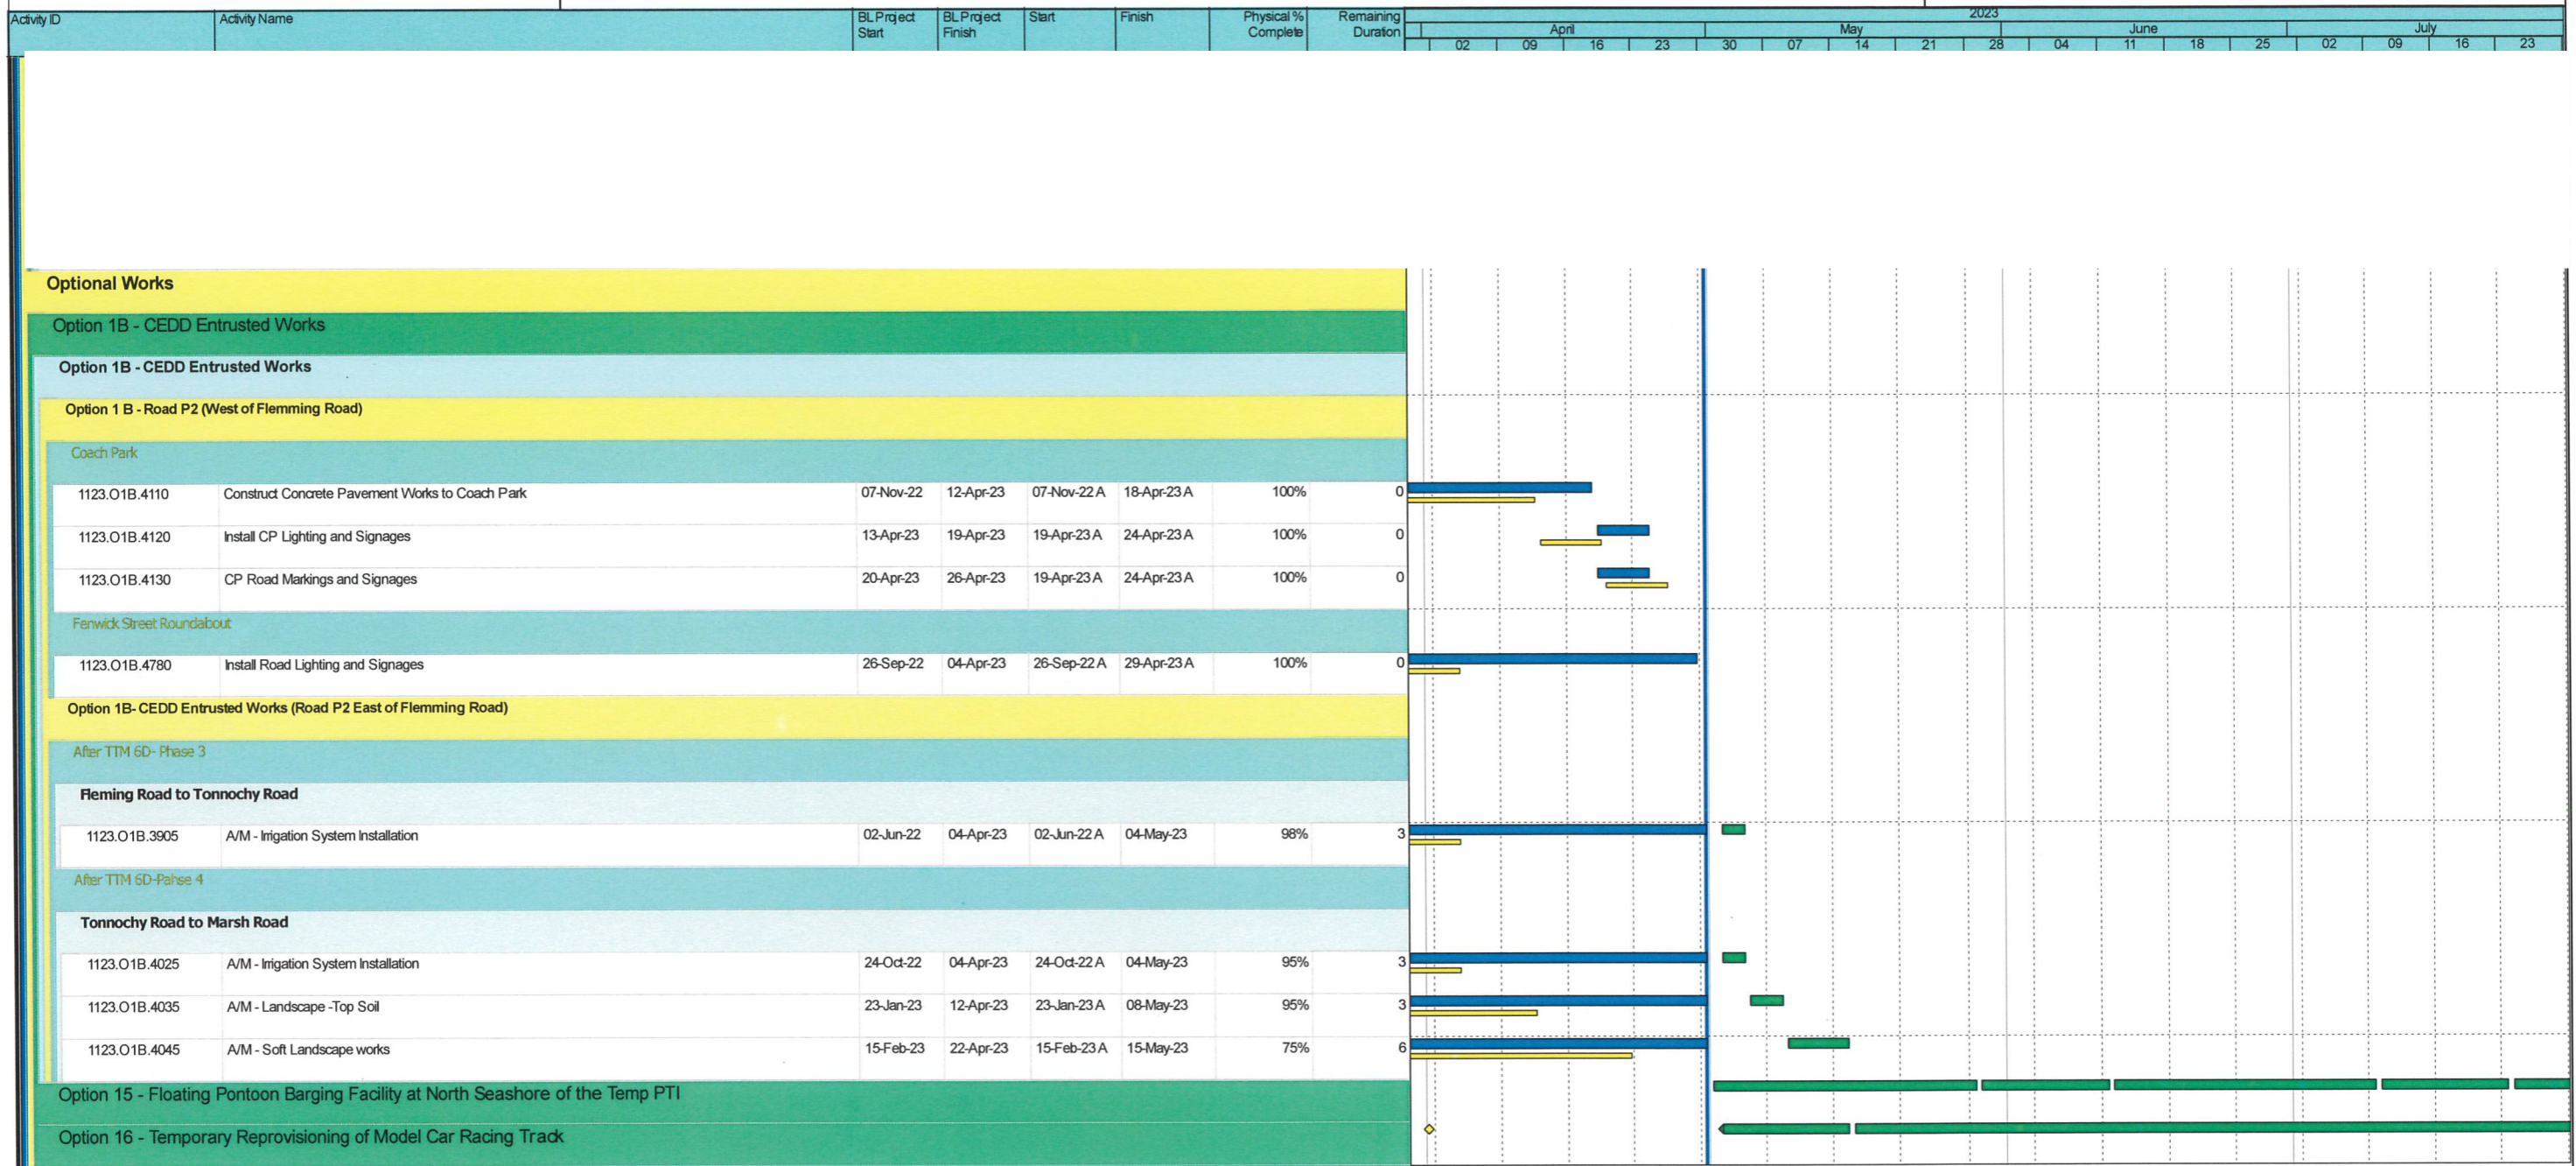 Activity ID Activity Name BL Project Start BL Project Finish Start Finish Physical % Complete Remaining Duration 2023
April May June July
02 09 16 23 30 07 14 21 28 04 11 18 25 02 09 16 23
Optional Works
Option 1B - CEDD Entrusted Works
Option 1B - CEDD Entrusted Works
Option 1 B - Road P2 (West of Flemming Road)
Coach Park
1123.O1B.4110 Construct Concrete Pavement Works to Coach Park 07-Nov-22 12-Apr-23 07-Nov-22 A 18-Apr-23 A 100% 0
1123.O1B.4120 Install CP Lighting and Signages 13-Apr-23 19-Apr-23 19-Apr-23 A 24-Apr-23 A 100% 0
1123.O1B.4130 CP Road Markings and Signages 20-Apr-23 26-Apr-23 19-Apr-23 A 24-Apr-23 A 100% 0
Fenwick Street Roundabout
1123.O1B.4780 Install Road Lighting and Signages 26-Sep-22 04-Apr-23 26-Sep-22 A 29-Apr-23 A 100% 0
Option 1B- CEDD Entrusted Works (Road P2 East of Flemming Road)
After TTM 6D- Phase 3
Fleming Road to Tonnochy Road
1123.O1B.3905 A/M - Irrigation System Installation 02-Jun-22 04-Apr-23 02-Jun-22 A 04-May-23 98% 3
After TTM 6D-Pahse 4
Tonnochy Road to Marsh Road
1123.O1B.4025 A/M - Irrigation System Installation 24-Oct-22 04-Apr-23 24-Oct-22 A 04-May-23 95% 3
1123.O1B.4035 A/M - Landscape -Top Soil 23-Jan-23 12-Apr-23 23-Jan-23 A 08-May-23 95% 3
1123.O1B.4045 A/M - Soft Landscape works 15-Feb-23 22-Apr-23 15-Feb-23 A 15-May-23 75% 6
Option 15 - Floating Pontoon Barging Facility at North Seashore of the Temp PTI
Option 16 - Temporary Reprovisioning of Model Car Racing Track